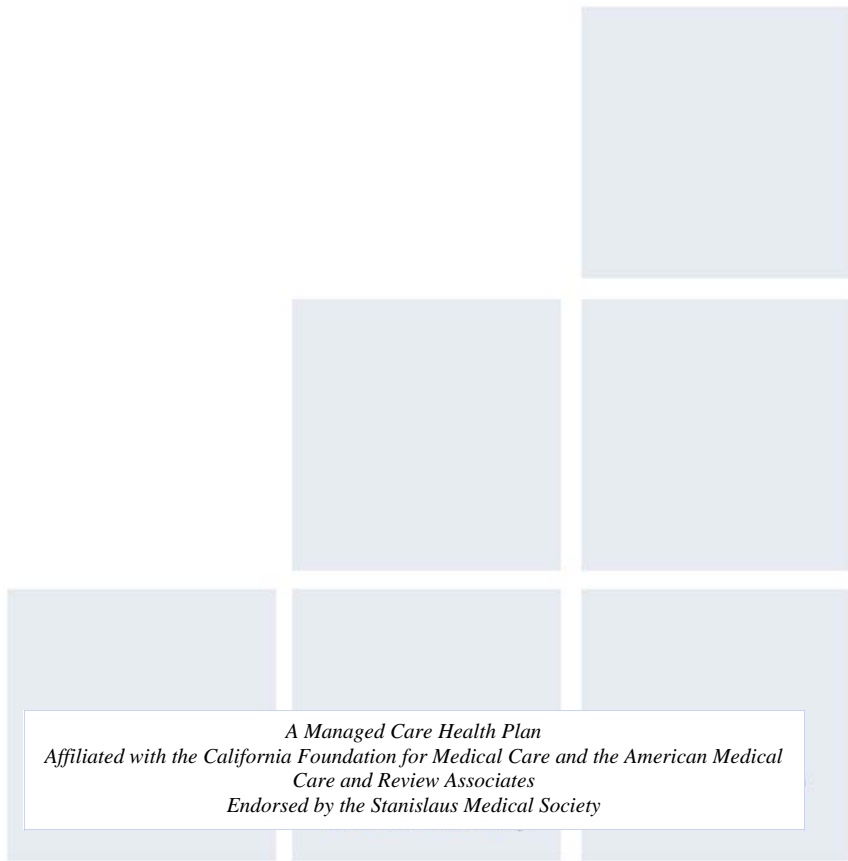 A Managed Care Health Plan
Affiliated with the California Foundation for Medical Care and the American Medical
Care and Review Associates
Endorsed by the Stanislaus Medical Society